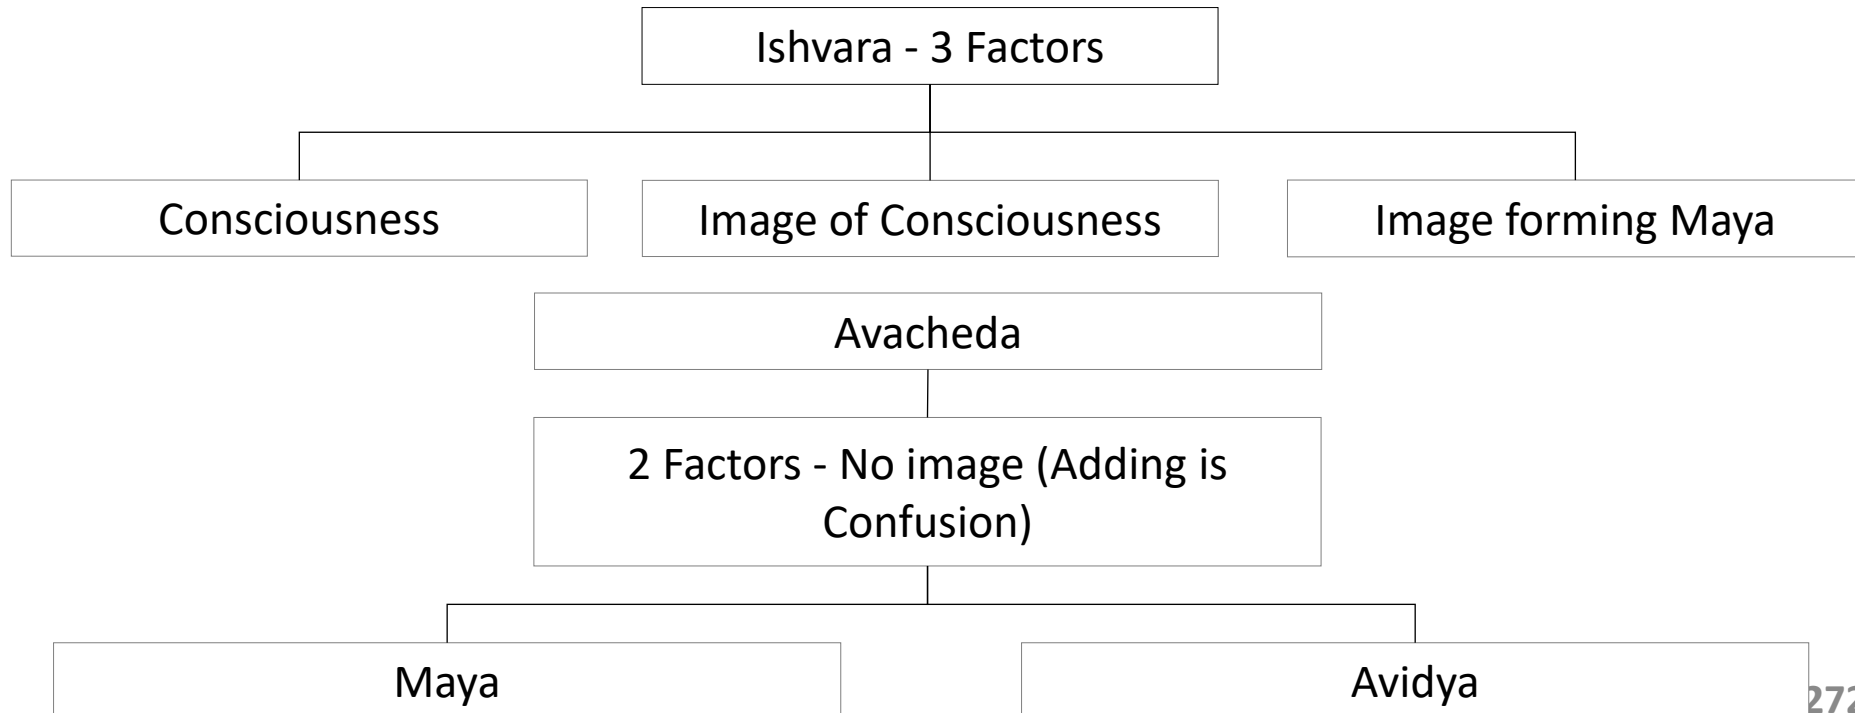 Ishvara - 3 Factors
Consciousness
Image of Consciousness
Image forming Maya
Avacheda
2 Factors - No image (Adding is
Confusion)
Maya
Avidya